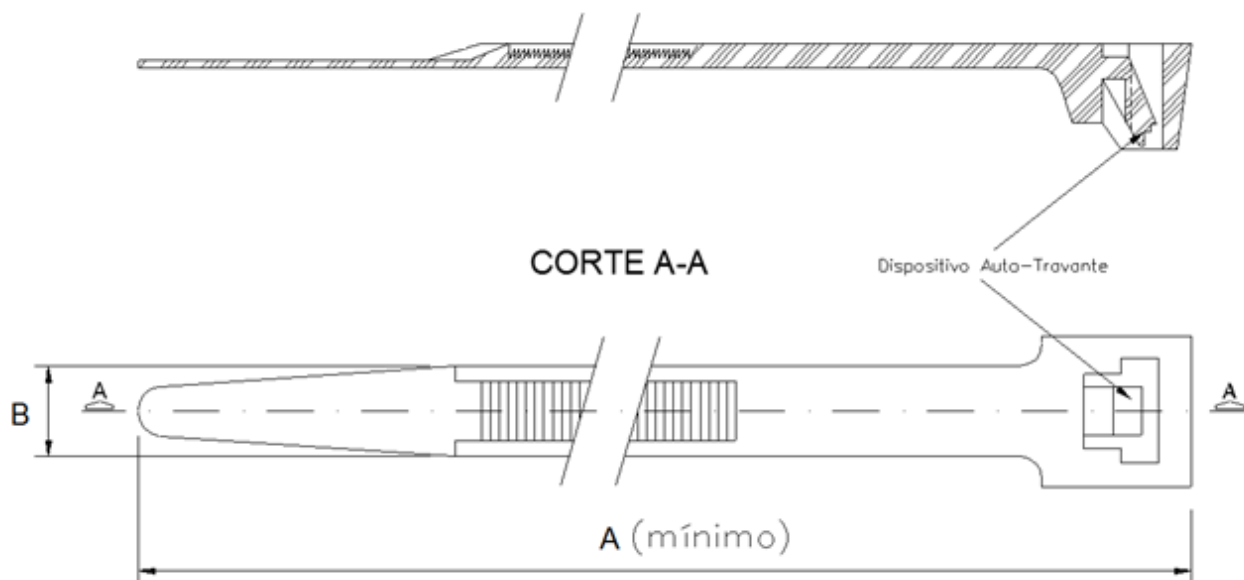 CORTE A-A
Dispositivo Auto-Travante
A
A
B
A (mínimo)